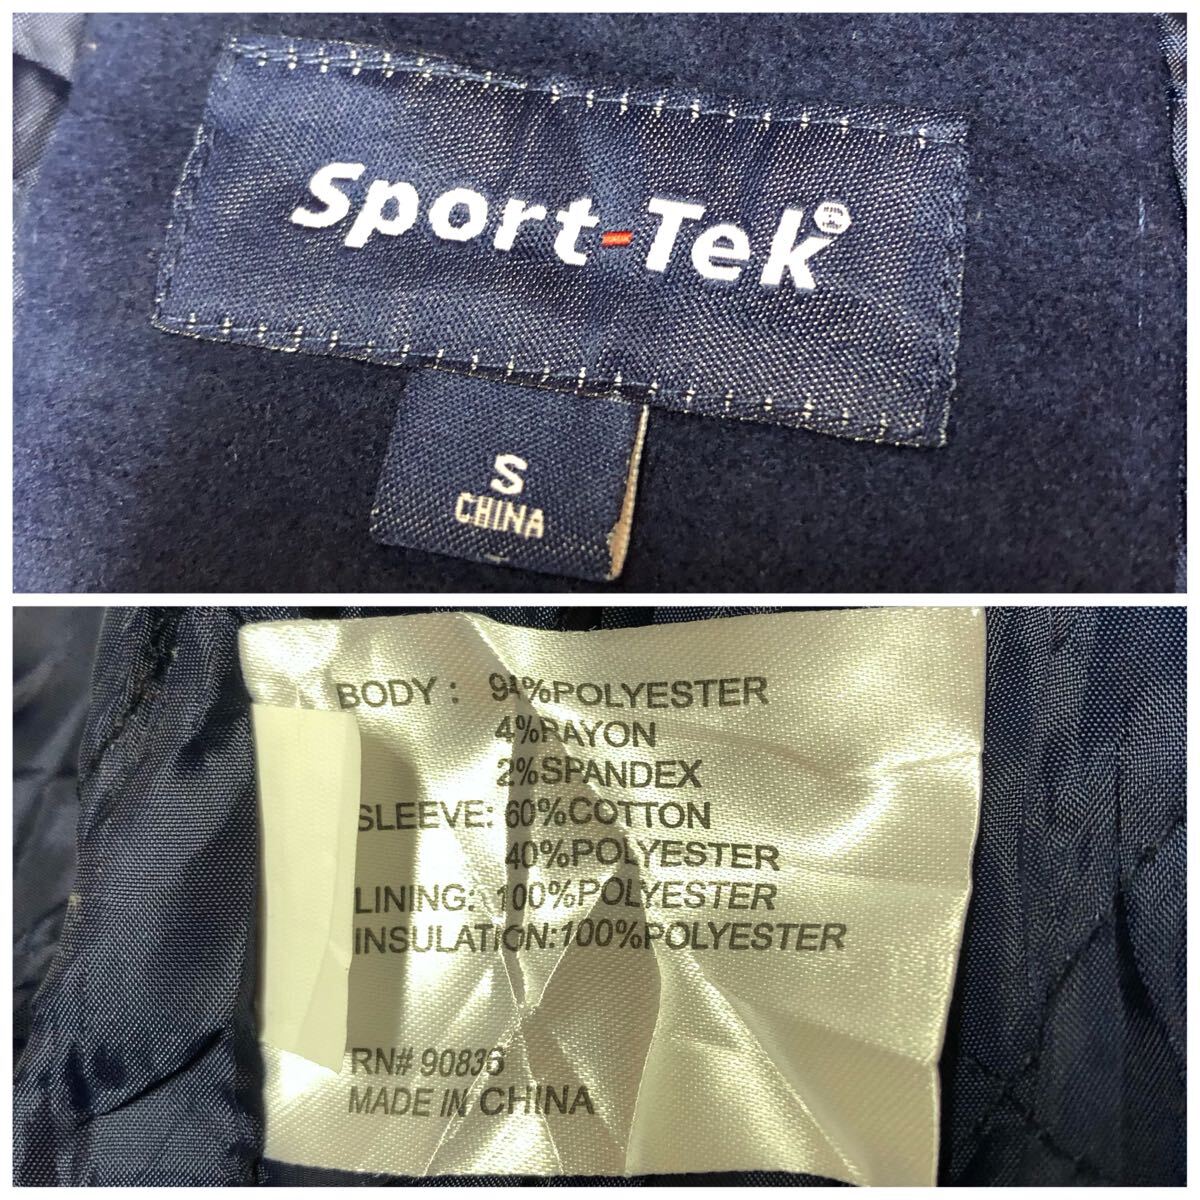 Sport-Tek®
S
CHINA
BODY : 94%POLYESTER
4%RAYON
2%SPANDEX
SLEEVE: 60%COTTON
40%POLYESTER
LINING: 100%POLYESTER
INSULATION:100%POLYESTER
RN# 90836
MADE IN CHINA